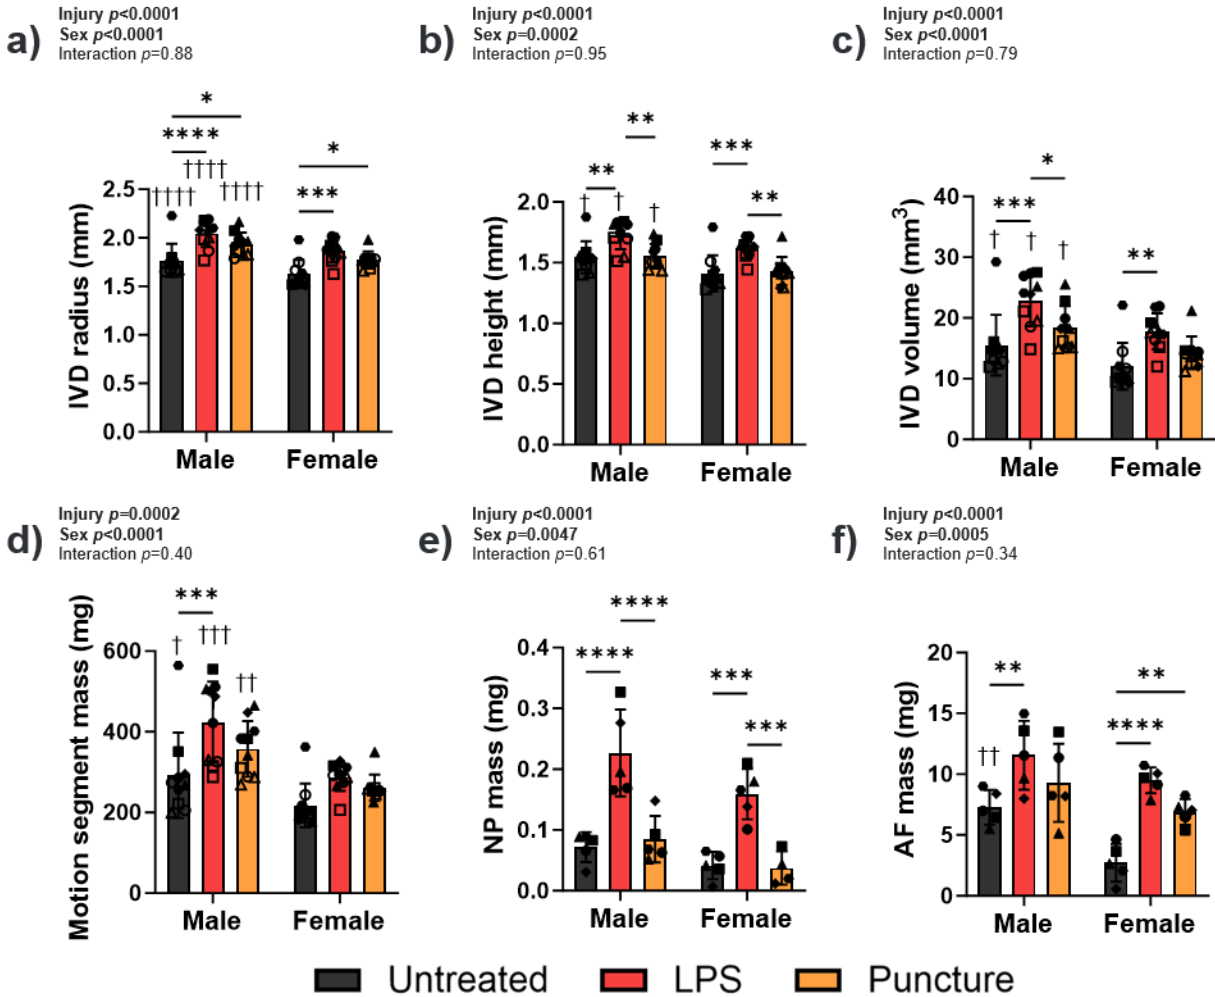 a)
Injury p<0.0001
Sex p<0.0001
Interaction p=0.88
*
****
††††
††††
††††
*
***
IVD radius (mm)
2.5
2.0
1.5
1.0
0.5
0.0
Male
Female
b)
Injury p<0.0001
Sex p=0.0002
Interaction p=0.95
**
**
†
†
†
***
**
IVD height (mm)
2.0
1.5
1.0
0.5
0.0
Male
Female
c)
Injury p<0.0001
Sex p<0.0001
Interaction p=0.79
*
***
†
†
†
**
IVD volume (mm³)
40
30
20
10
0
Male
Female
d)
Injury p=0.0002
Sex p<0.0001
Interaction p=0.40
***
†
†††
††
Motion segment mass (mg)
600
400
200
0
Male
Female
e)
Injury p<0.0001
Sex p=0.0047
Interaction p=0.61
****
****
***
***
NP mass (mg)
0.4
0.3
0.2
0.1
0.0
Male
Female
f)
Injury p<0.0001
Sex p=0.0005
Interaction p=0.34
**
††
**
****
AF mass (mg)
20
15
10
5
0
Male
Female
Untreated
LPS
Puncture